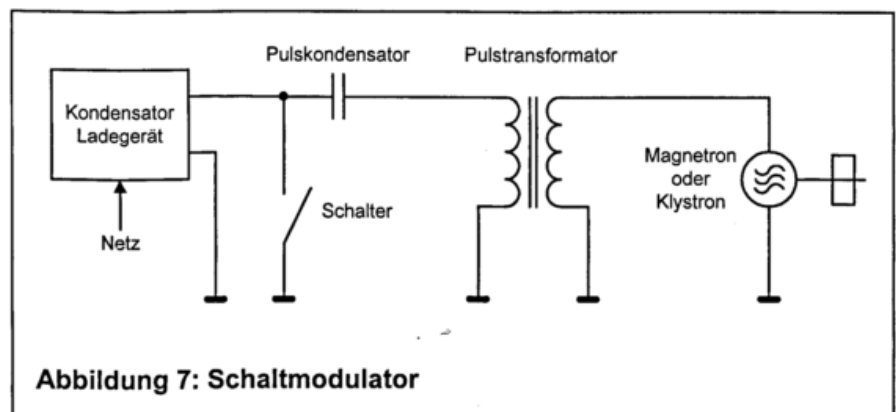 Pulskondensator
Pulstransformator
Kondensator
Ladegerät
Netz
Schalter
Magnetron
oder
Klystron
Abbildung 7: Schaltmodulator